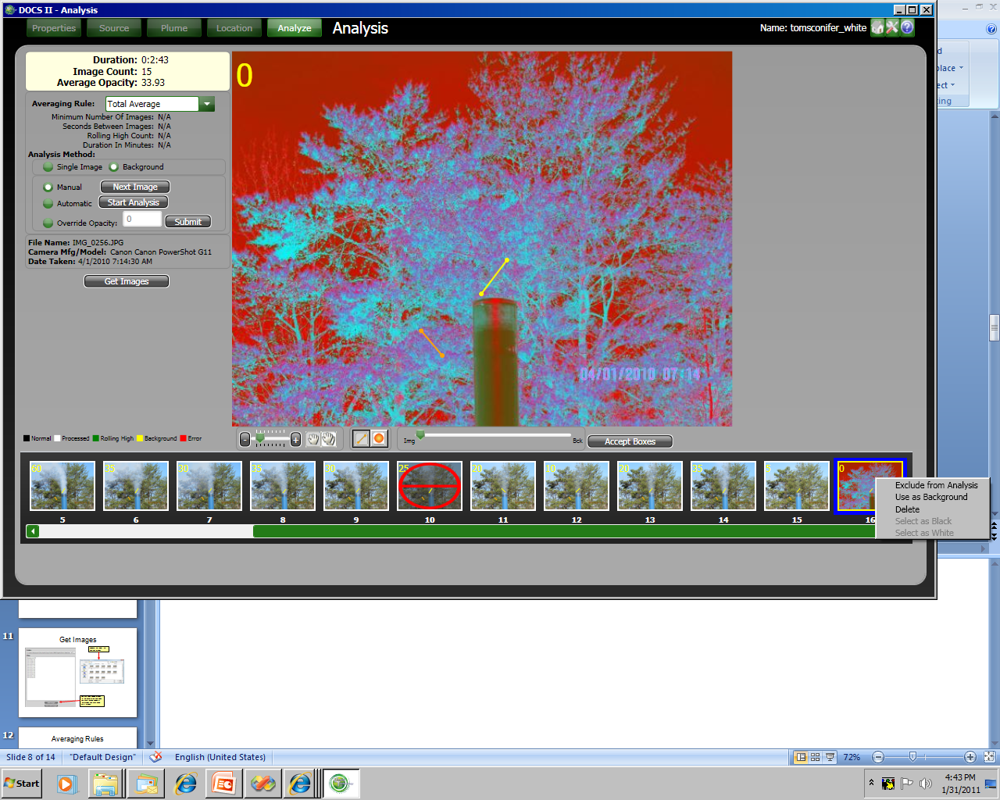 DOCS II - Analysis
Properties
Source
Plume
Location
Analyze
Analysis
Name: tomsconifer_white
Duration: 0:2:43
Image Count: 15
Average Opacity: 33.93
Averaging Rule: Total Average
Minimum Number Of Images: N/A
Seconds Between Images: N/A
Rolling High Count: N/A
Duration In Minutes: N/A
Analysis Method:
Single Image Background
Manual Next Image
Automatic Start Analysis
Override Opacity: 0 Submit
File Name: IMG_0256.JPG
Camera Mfg/Model: Canon Canon PowerShot G11
Date Taken: 4/1/2010 7:14:30 AM
Get Images
0
04/01/2010 07:14
Normal Processed Rolling High Background Error
- +
Img Bck
Accept Boxes
60 35 30 35 30 25 20 10 20 35 5 0
5 6 7 8 9 10 11 12 13 14 15 16
Exclude from Analysis
Use as Background
Delete
Select as Black
Select as White
d
place
ect
ing
11
Get Images
12
Averaging Rules
Slide 8 of 14 "Default Design" English (United States) 72%
Start
4:43 PM
1/31/2011